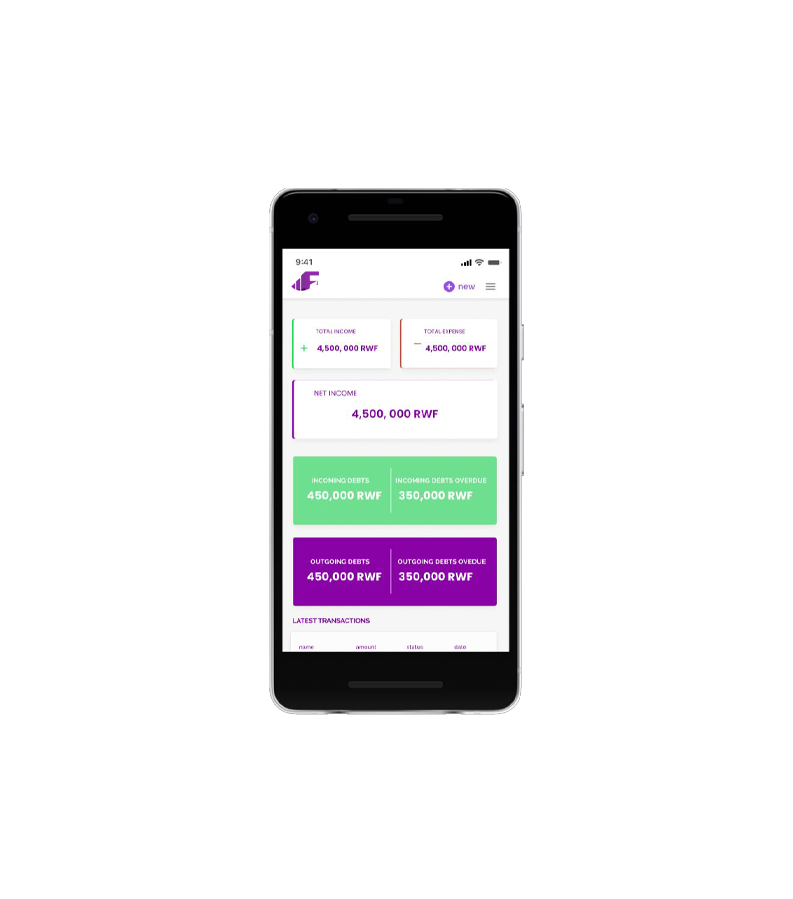 9:41
F
new
TOTAL INCOME
+ 4,500, 000 RWF
TOTAL EXPENSE
− 4,500, 000 RWF
NET INCOME
4,500, 000 RWF
INCOMING DEBTS
450,000 RWF
INCOMING DEBTS OVERDUE
350,000 RWF
OUTGOING DEBTS
450,000 RWF
OUTGOING DEBTS OVEDUE
350,000 RWF
LATEST TRANSACTIONS
name amount status date